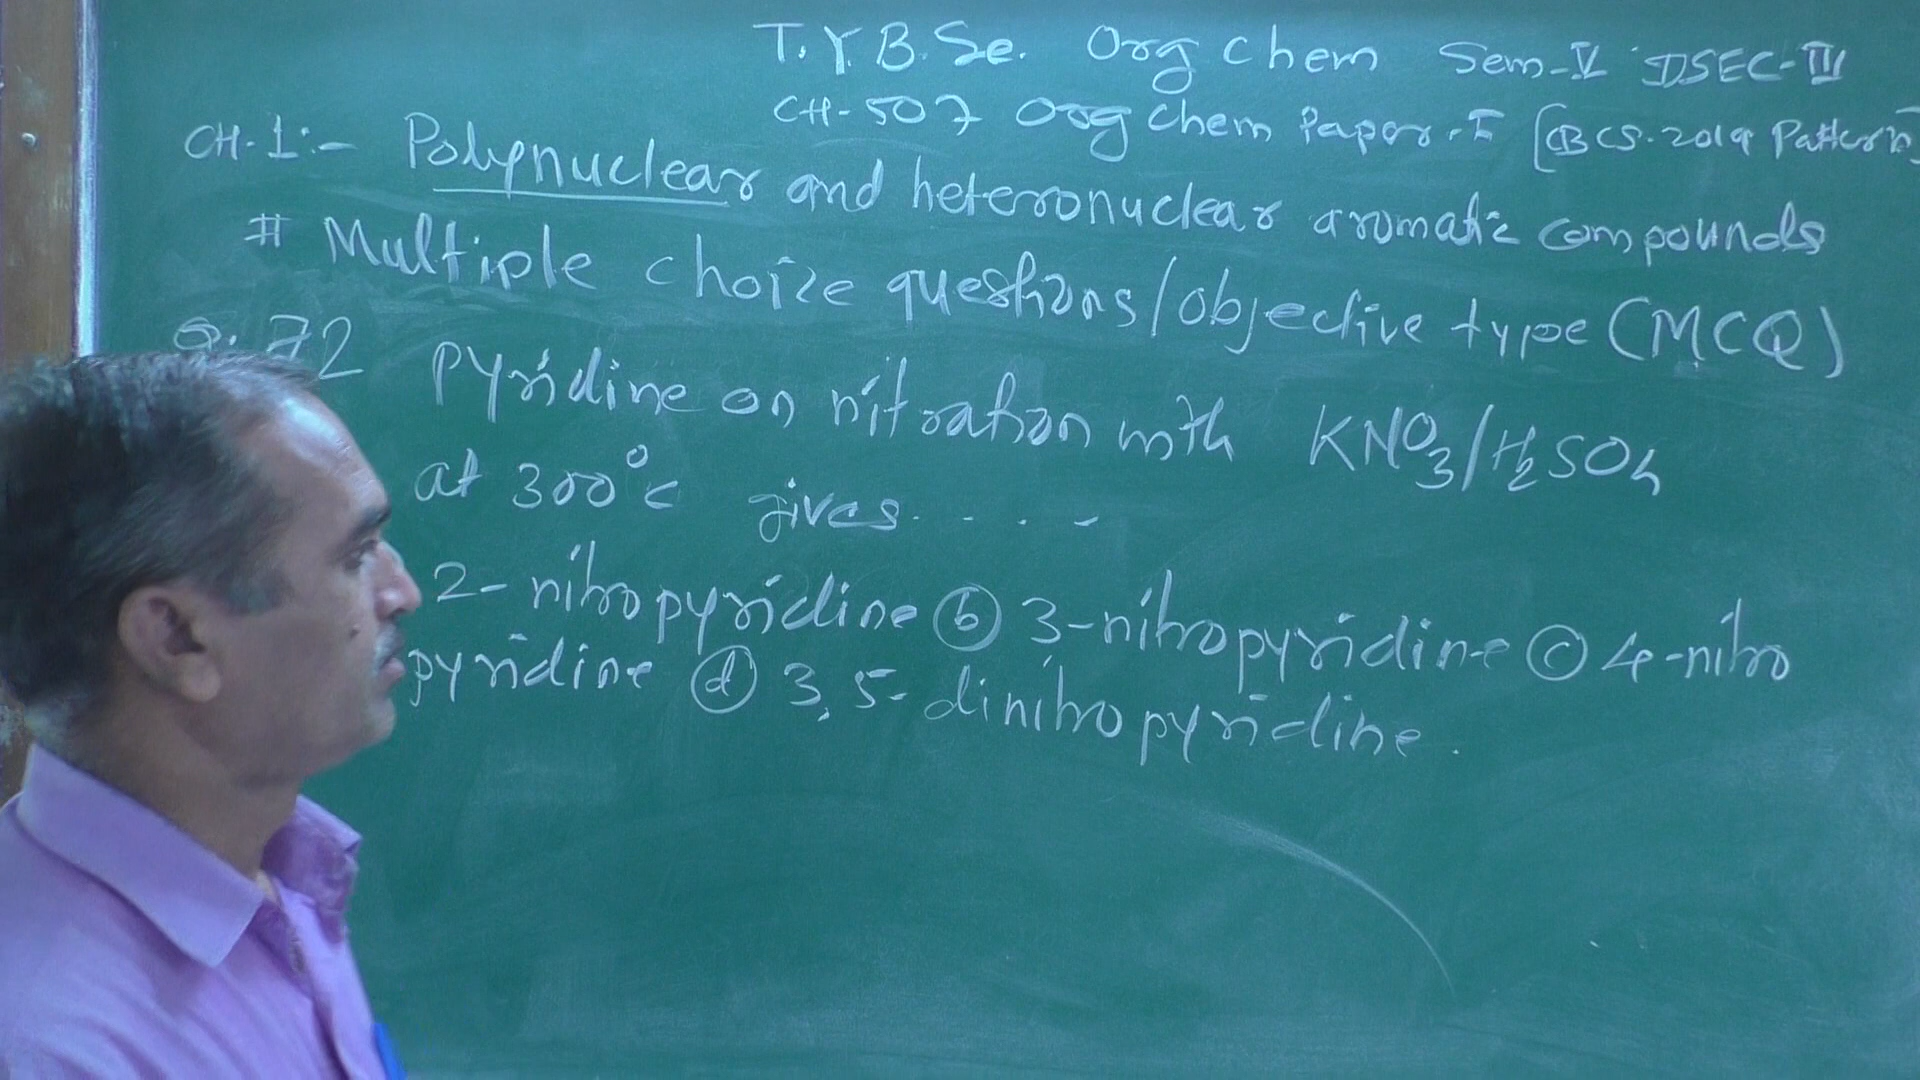 T.Y.B.Sc. Org Chem Sem-V DSEC-III
CH-507 Org Chem Paper-I [CBCS-2019 Pattern]
CH-1:- Polynuclear and heteronuclear aromatic compounds
# Multiple choice questions/objective type (MCQ)
Q. 72 pyridine on nitration with KNO3/H2SO4
at 300°C gives. . . . -
2-nitropyridine (b) 3-nitropyridine (c) 4-nitro
pyridine (d) 3,5-dinitropyridine.